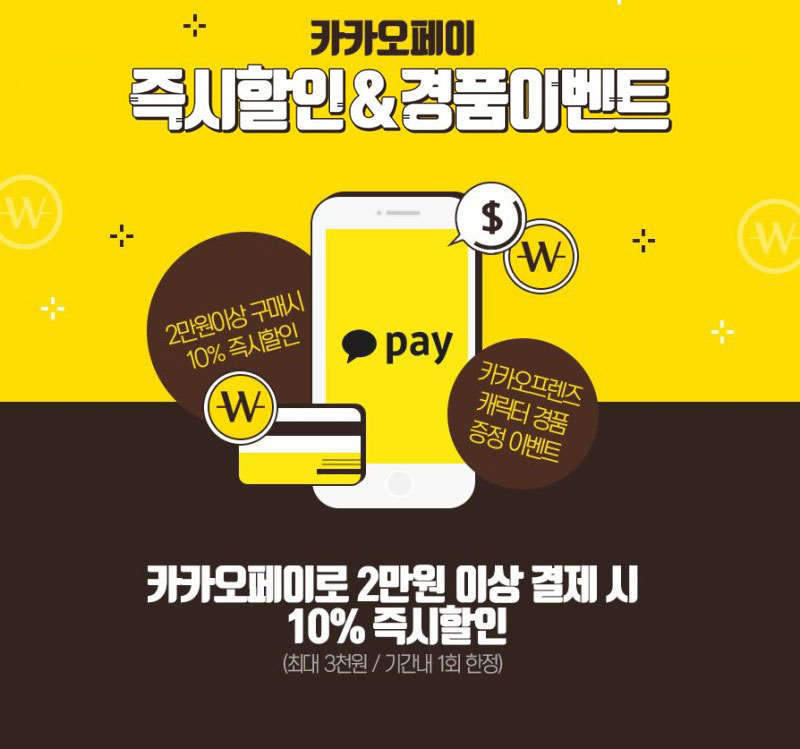 카카오페이
즉시할인&경품이벤트
$
W
W
W
2만원이상 구매시
10% 즉시할인
pay
카카오프렌즈
캐릭터 경품
증정 이벤트
W
카카오페이로 2만원 이상 결제 시
10% 즉시할인
(최대 3천원 / 기간내 1회 한정)